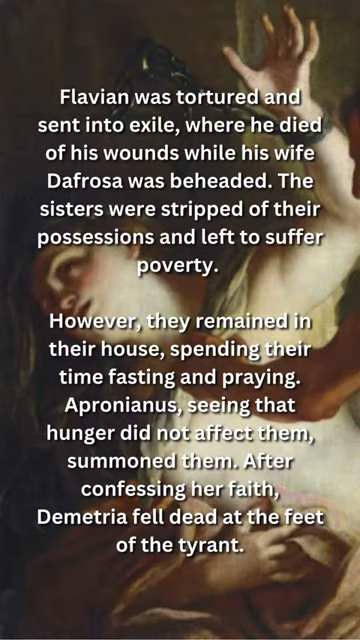 Flavian was tortured and
sent into exile, where he died
of his wounds while his wife
Dafrosa was beheaded. The
sisters were stripped of their
possessions and left to suffer
poverty.
However, they remained in
their house, spending their
time fasting and praying.
Apronianus, seeing that
hunger did not affect them,
summoned them. After
confessing her faith,
Demetria fell dead at the feet
of the tyrant.